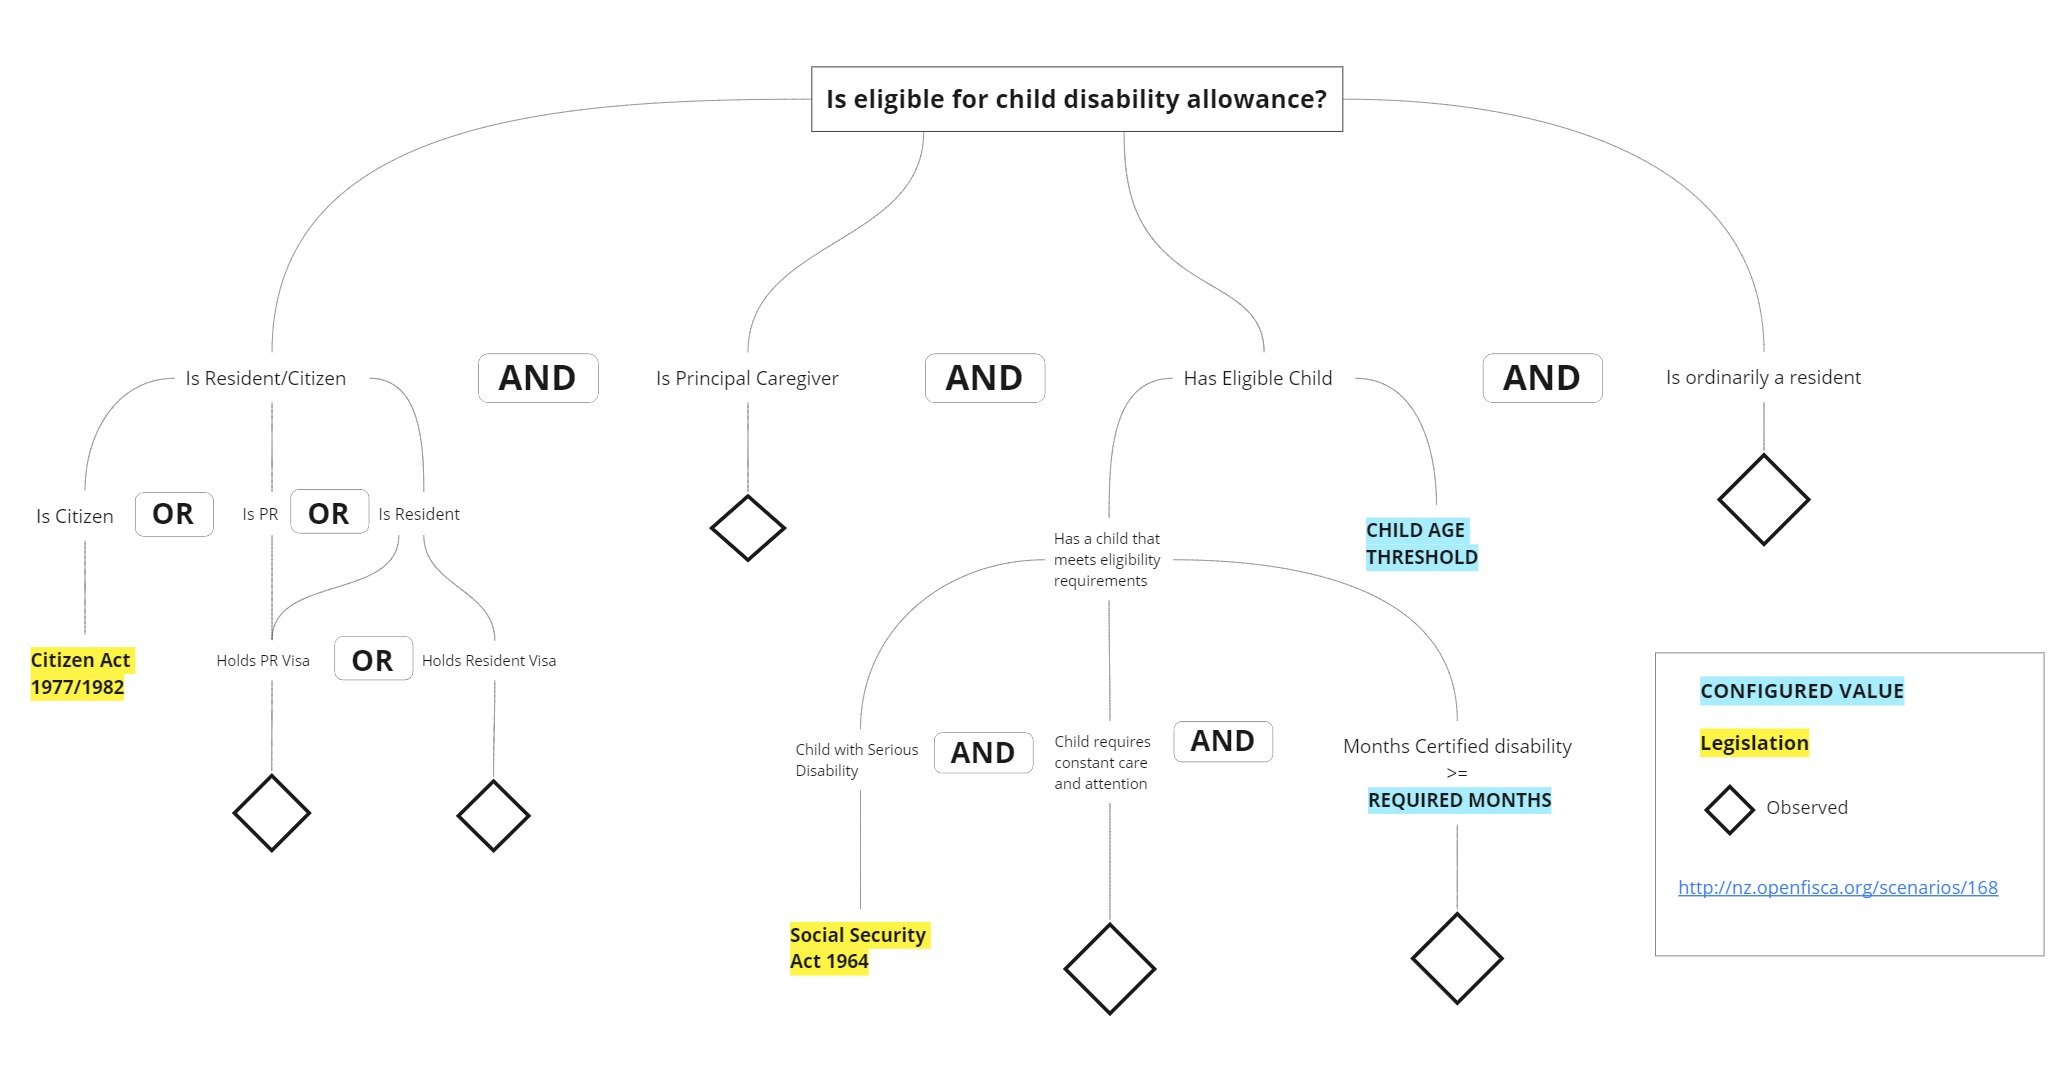 Is eligible for child disability allowance?
Is Resident/Citizen
AND
Is Principal Caregiver
AND
Has Eligible Child
AND
Is ordinarily a resident
Is Citizen
OR
Is PR
OR
Is Resident
Has a child that
meets eligibility
requirements
CHILD AGE
THRESHOLD
Citizen Act
1977/1982
Holds PR Visa
OR
Holds Resident Visa
Child with Serious
Disability
AND
Child requires
constant care
and attention
AND
Months Certified disability
>=
REQUIRED MONTHS
Social Security
Act 1964
CONFIGURED VALUE
Legislation
Observed
http://nz.openfisca.org/scenarios/168